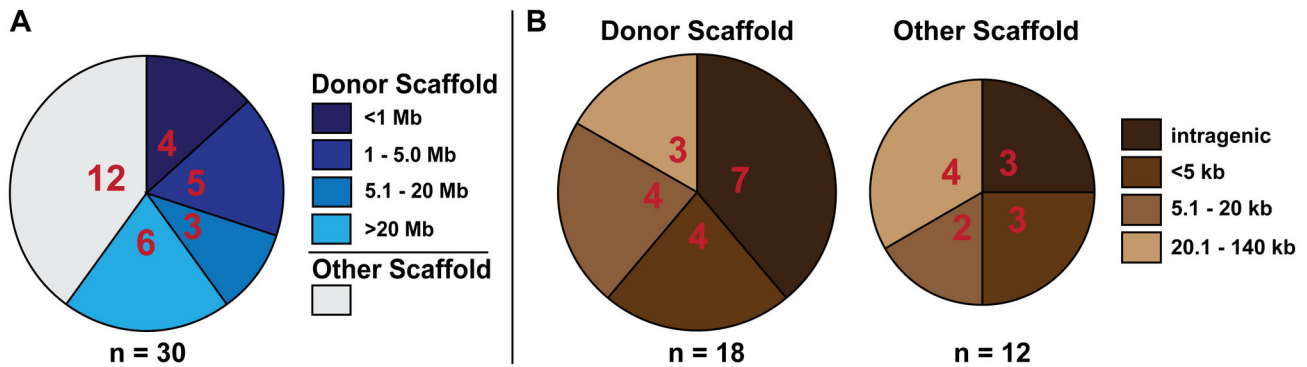 A
4
5
3
6
12
n = 30
Donor Scaffold
<1 Mb
1 - 5.0 Mb
5.1 - 20 Mb
>20 Mb
Other Scaffold
B
Donor Scaffold
7
4
4
3
n = 18
Other Scaffold
3
3
2
4
n = 12
intragenic
<5 kb
5.1 - 20 kb
20.1 - 140 kb